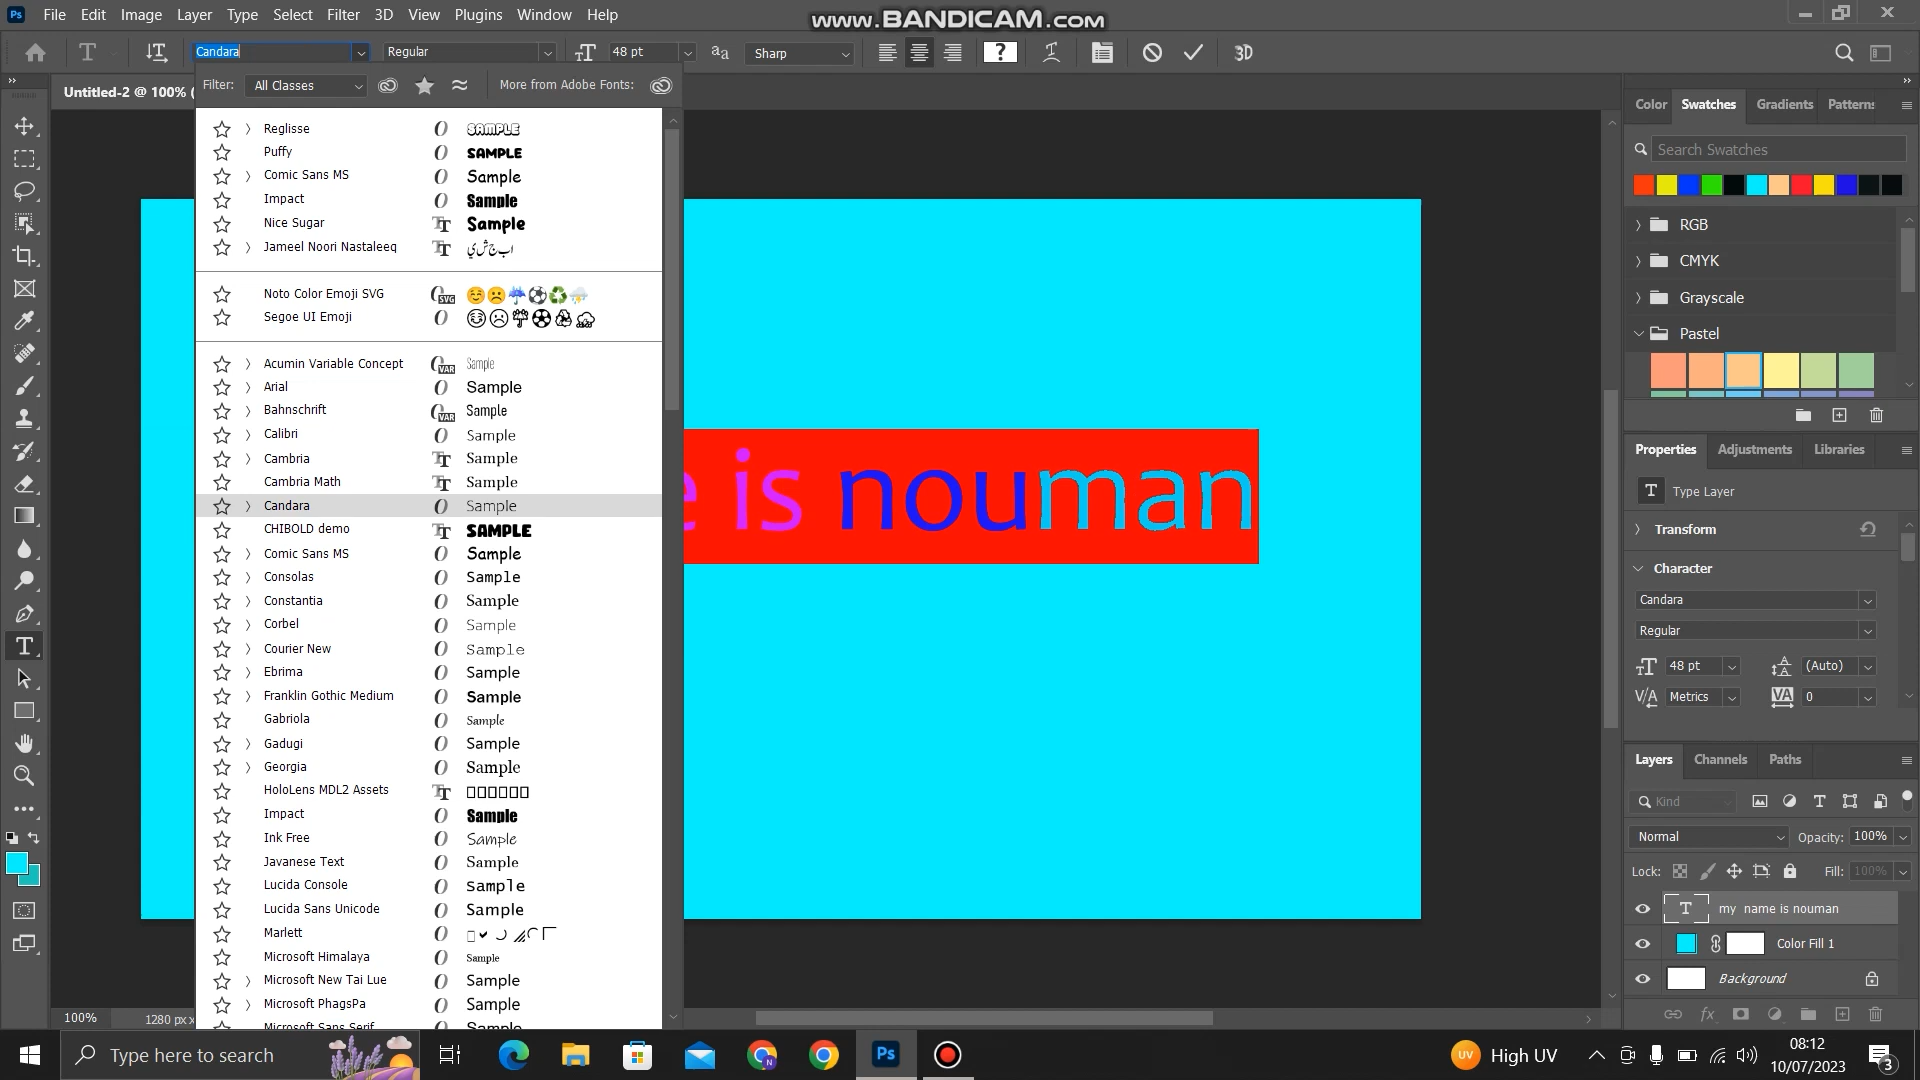 Ps File Edit Image Layer Type Select Filter 3D View Plugins Window Help
www.BANDICAM.com
Candara Regular 48 pt aa Sharp ? 3D
Filter: All Classes More from Adobe Fonts:
Untitled-2 @ 100% (
Reglisse SAMPLE
Puffy SAMPLE
Comic Sans MS Sample
Impact Sample
Nice Sugar Sample
Jameel Noori Nastaleeq
Noto Color Emoji SVG
Segoe UI Emoji
Acumin Variable Concept Sample
Arial Sample
Bahnschrift Sample
Calibri Sample
Cambria Sample
Cambria Math Sample
Candara Sample
CHIBOLD demo SAMPLE
Comic Sans MS Sample
Consolas Sample
Constantia Sample
Corbel Sample
Courier New Sample
Ebrima Sample
Franklin Gothic Medium Sample
Gabriola Sample
Gadugi Sample
Georgia Sample
HoloLens MDL2 Assets
Impact Sample
Ink Free Sample
Javanese Text Sample
Lucida Console Sample
Lucida Sans Unicode Sample
Marlett
Microsoft Himalaya Sample
Microsoft New Tai Lue Sample
Microsoft PhagsPa Sample
Microsoft Sans Serif Sample
e is nouman
Color Swatches Gradients Patterns
Search Swatches
RGB
CMYK
Grayscale
Pastel
Properties Adjustments Libraries
T Type Layer
Transform
Character
Candara
Regular
48 pt (Auto)
Metrics 0
Layers Channels Paths
Kind
Normal Opacity: 100%
Lock: Fill: 100%
T my name is nouman
Color Fill 1
Background
100% 1280 px x
Type here to search
Ps
UV High UV
08:12
10/07/2023
3